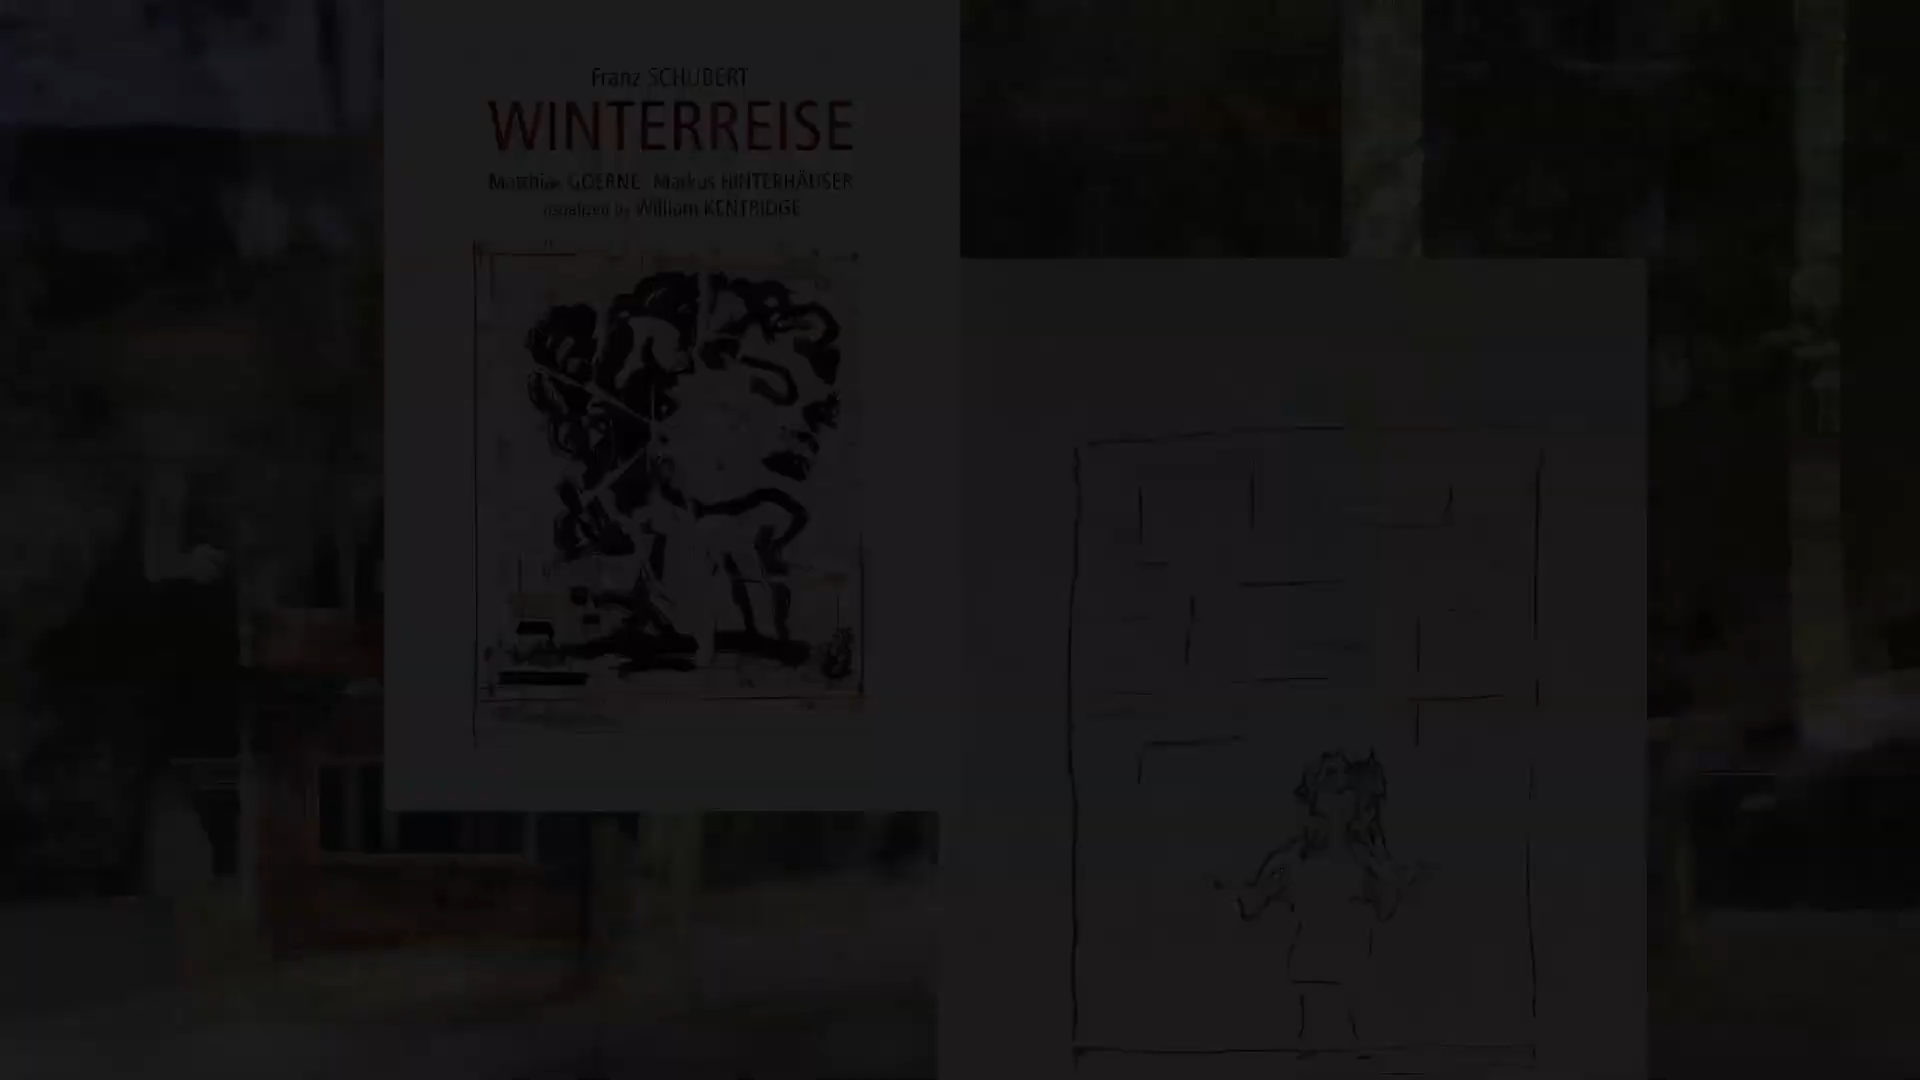 Franz SCHUBERT
WINTERREISE
Matthias GOERNE Markus HINTERHÄUSER
visualized by William KENTRIDGE